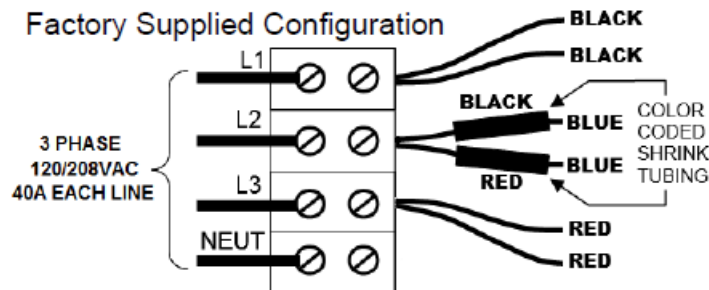 Factory Supplied Configuration
BLACK
BLACK
L1
BLACK
BLUE
COLOR
CODED
SHRINK
TUBING
L2
3 PHASE
120/208VAC
40A EACH LINE
BLUE
RED
L3
RED
NEUT
RED